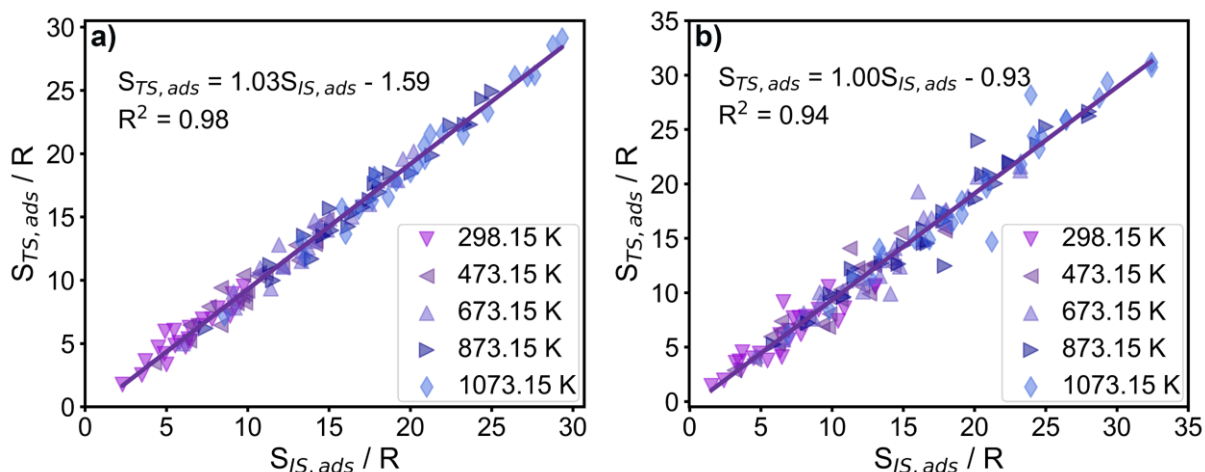 a)
S_TS,ads = 1.03S_IS,ads - 1.59
R² = 0.98
S_TS,ads / R
30
25
20
15
10
5
0
298.15 K
473.15 K
673.15 K
873.15 K
1073.15 K
0 5 10 15 20 25 30
S_IS,ads / R
b)
S_TS,ads = 1.00S_IS,ads - 0.93
R² = 0.94
S_TS,ads / R
35
30
25
20
15
10
5
0
298.15 K
473.15 K
673.15 K
873.15 K
1073.15 K
0 5 10 15 20 25 30 35
S_IS,ads / R